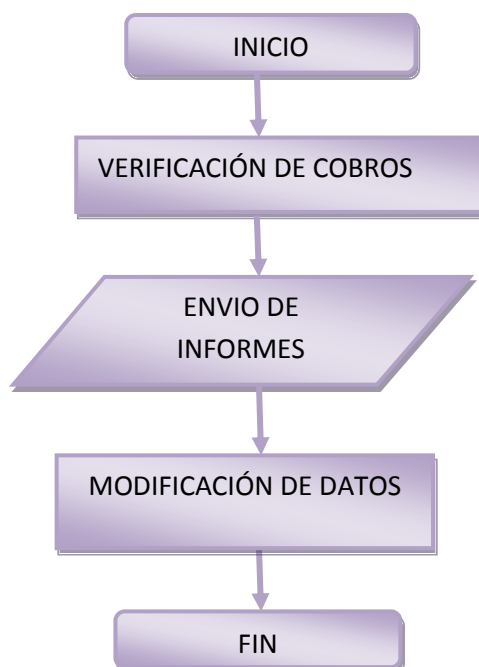 INICIO
VERIFICACIÓN DE COBROS
ENVIO DE
INFORMES
MODIFICACIÓN DE DATOS
FIN